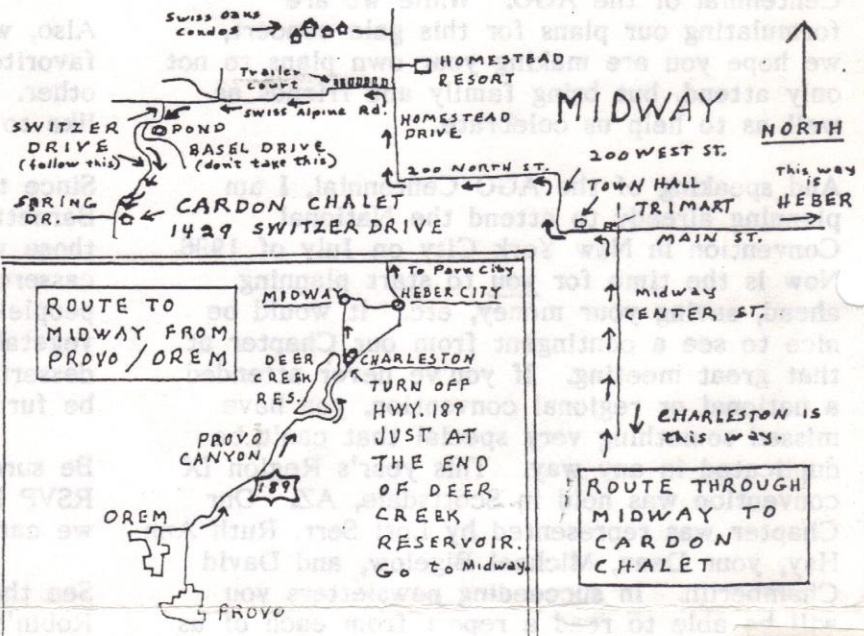 Swiss Oaks
Condos
HOMESTEAD
RESORT
Trailer
Court
Swiss Alpine Rd
MIDWAY
NORTH
SWITZER
DRIVE
(follow this)
POND
BASEL DRIVE
(don't take this)
HOMESTEAD
DRIVE
200 WEST ST.
200 NORTH ST.
This way
is
HEBER
SPRING
DR.
CARDON CHALET
1429 SWITZER DRIVE
TOWN HALL
TRIMART
MAIN ST.
ROUTE TO
MIDWAY FROM
PROVO / OREM
To Park City
MIDWAY
HEBER CITY
DEER
CREEK
RES.
CHARLESTON
TURN OFF
HWY. 189
JUST AT
THE END
OF DEER
CREEK
RESERVOIR.
Go to Midway
PROVO
CANYON
189
OREM
PROVO
MIDWAY
CENTER ST.
CHARLESTON IS
this way
ROUTE THROUGH
MIDWAY TO
CARDON
CHALET
Centennial of the AGO. While we are
formulating our plans for this gala
we hope you are making your own plans to not
only attend, but bring family and friends as
well as to help us celebrate
And speaking of the AGO Centennial, I am
planning already to attend the National
Convention in New York City on July of 1996.
Now is the time for you to start planning
ahead, saving your money, etc. It would be
nice to see a contingent from our Chapter at
that great meeting. If you've never attended
a national or regional convention, you have
missed something very special that can't be
duplicated in any way. This year's Region IX
convention was held in Scottsdale, AZ. Our
Chapter was represented by
Hay, your Dean, Michael Bigelow, and David
Chamberlin. In succeeding newsletters you
will be able to read a report from each of us
Also, w
favorite
other.
like to
Since t
those w
people
be fur
Be sure
RSVP
we can
See th
Robin